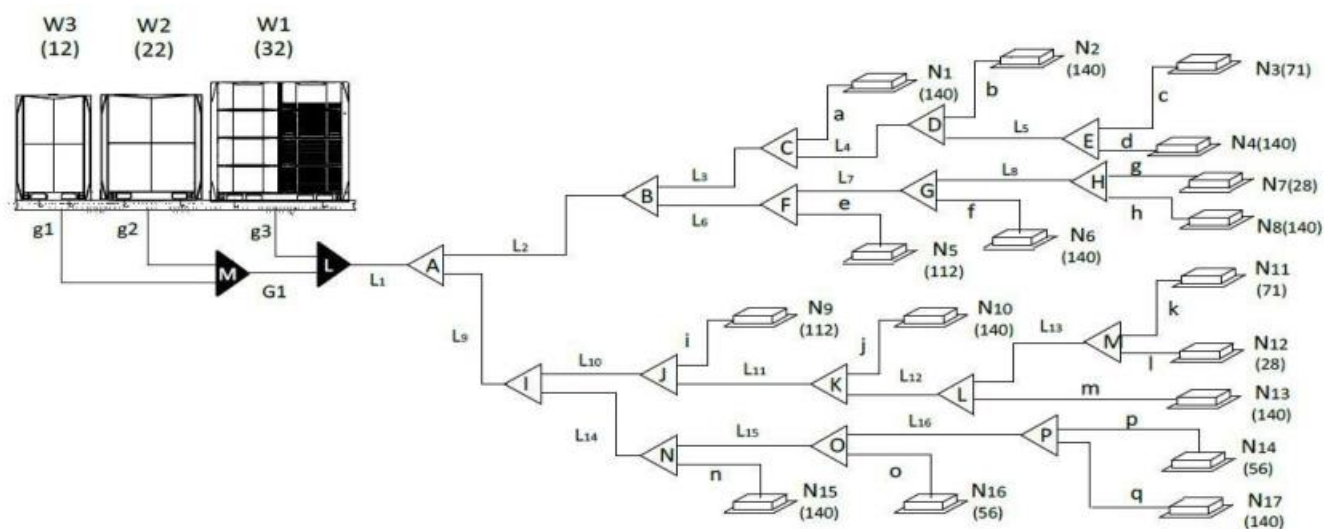 W3
(12)
W2
(22)
W1
(32)
g1
g2
g3
M
G1
L
L1
A
L2
B
L3
C
a
N1
(140)
L4
D
b
N2
(140)
L5
E
c
N3(71)
d
N4(140)
L6
F
e
N5
(112)
L7
G
f
N6
(140)
L8
H
g
N7(28)
h
N8(140)
L9
I
L10
J
i
N9
(112)
L11
K
j
N10
(140)
L12
L
L13
M
k
N11
(71)
l
N12
(28)
m
N13
(140)
L14
N
n
N15
(140)
L15
O
o
N16
(56)
L16
P
p
N14
(56)
q
N17
(140)